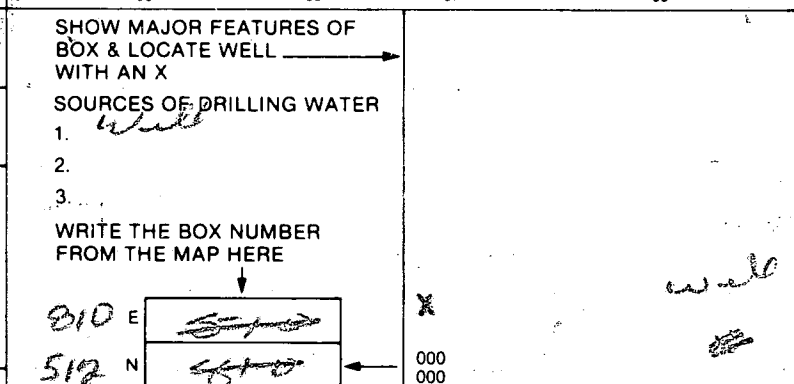 SHOW MAJOR FEATURES OF
BOX & LOCATE WELL
WITH AN X
SOURCES OF DRILLING WATER
1. Well
2.
3.
WRITE THE BOX NUMBER
FROM THE MAP HERE
810 E
512 N
X
well
000
000